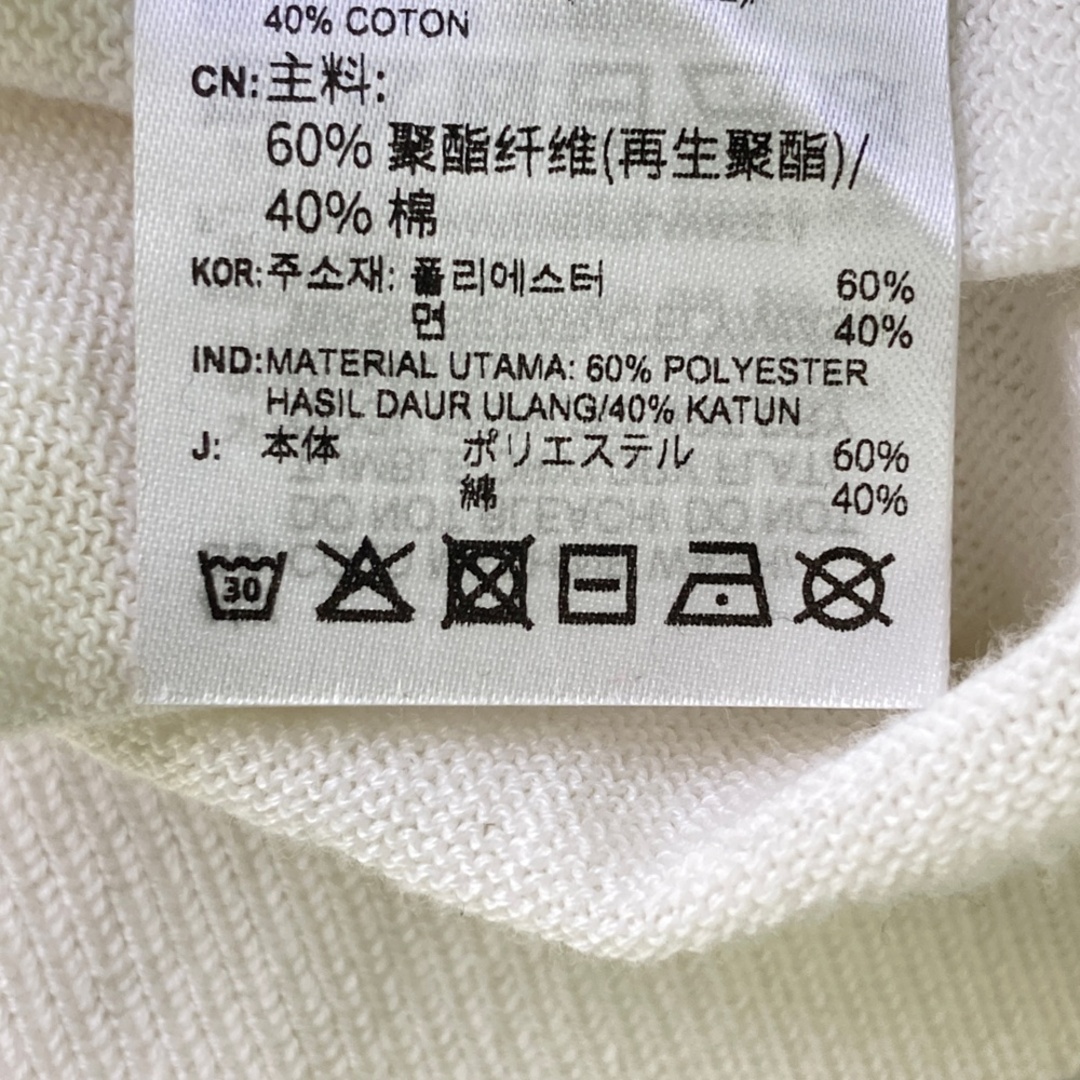 40% COTON
CN: 主料:
60% 聚酯纤维(再生聚酯)/
40% 棉
KOR: 주소재: 폴리에스터 60%
면 40%
IND: MATERIAL UTAMA: 60% POLYESTER
HASIL DAUR ULANG/40% KATUN
J: 本体 ポリエステル 60%
綿 40%
30